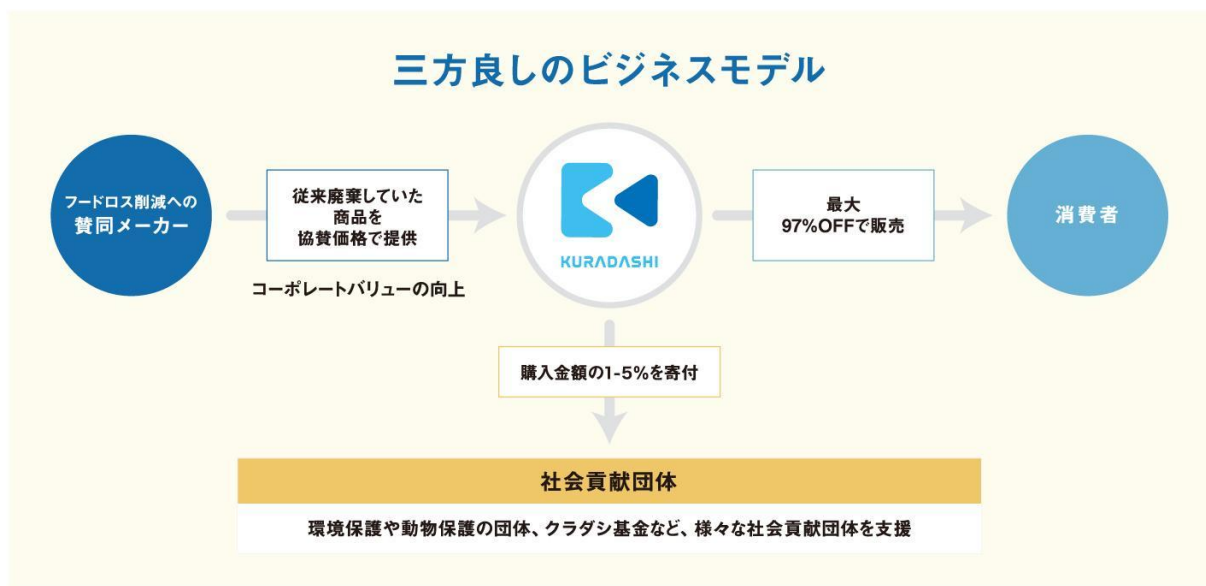 三方良しのビジネスモデル
フードロス削減への
賛同メーカー
従来廃棄していた
商品を
協賛価格で提供
コーポレートバリューの向上
KURADASHI
最大
97%OFFで販売
消費者
購入金額の1-5%を寄付
社会貢献団体
環境保護や動物保護の団体、クラダシ基金など、様々な社会貢献団体を支援